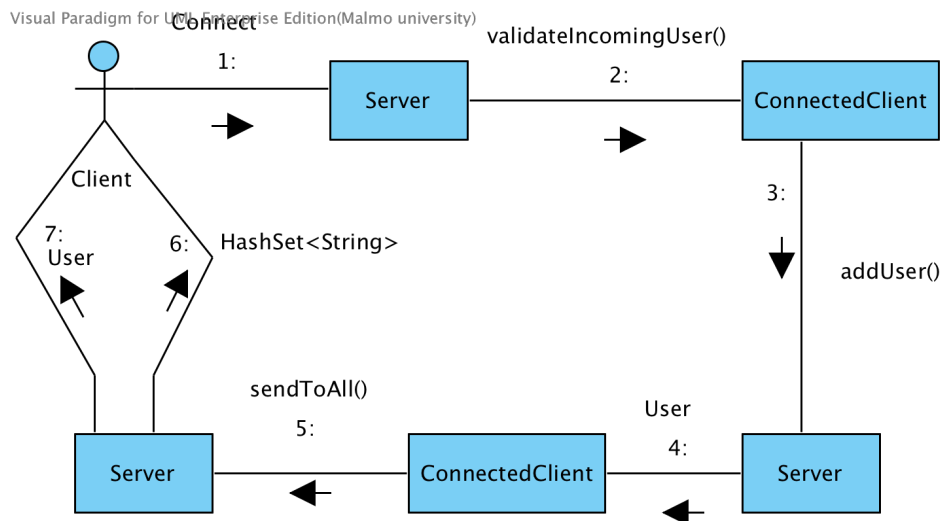 Visual Paradigm for UML Enterprise Edition(Malmo university)
Connect
1:
validateIncomingUser()
2:
Server
ConnectedClient
Client
3:
7:
User
6:
HashSet<String>
addUser()
sendToAll()
5:
User
4:
Server
ConnectedClient
Server